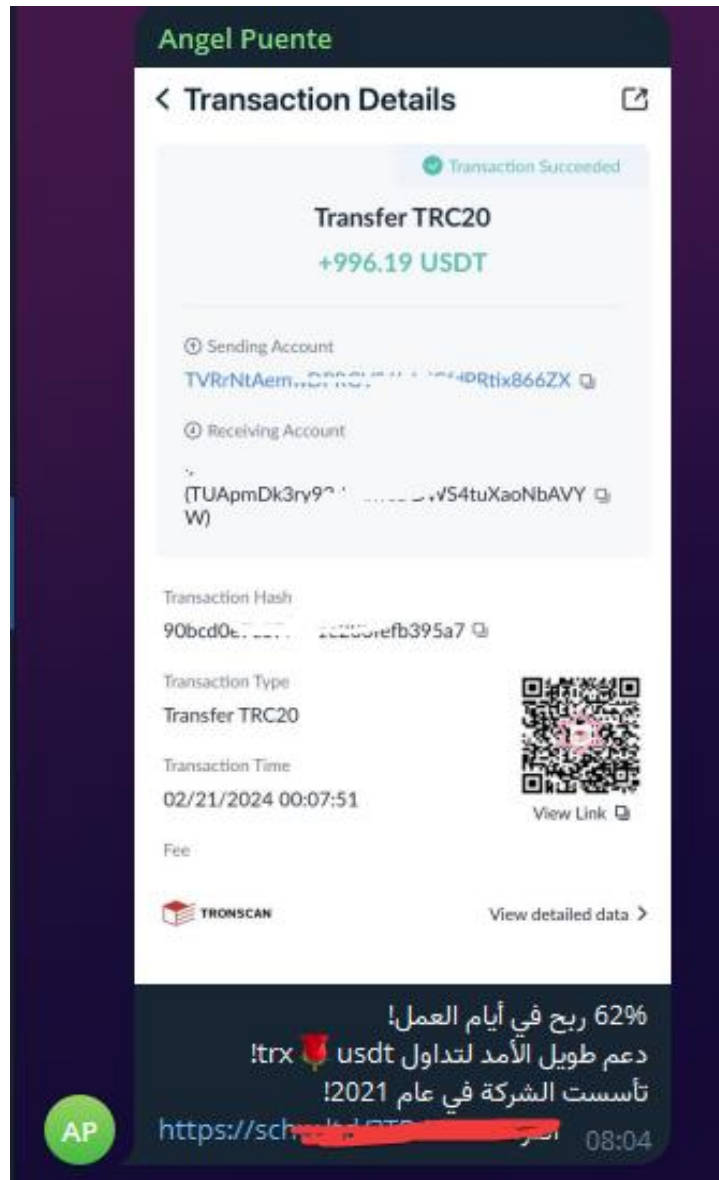 Angel Puente
Transaction Details
Transaction Succeeded
Transfer TRC20
+996.19 USDT
Sending Account
Receiving Account
W)
Transaction Hash
Transaction Type
Transfer TRC20
Transaction Time
02/21/2024 00:07:51
View Link
Fee
TRONSCAN
View detailed data
62% ربح في أيام العمل!
دعم طويل الأمد لتداول usdt 🌹 trx!
تأسست الشركة في عام 2021!
08:04
AP